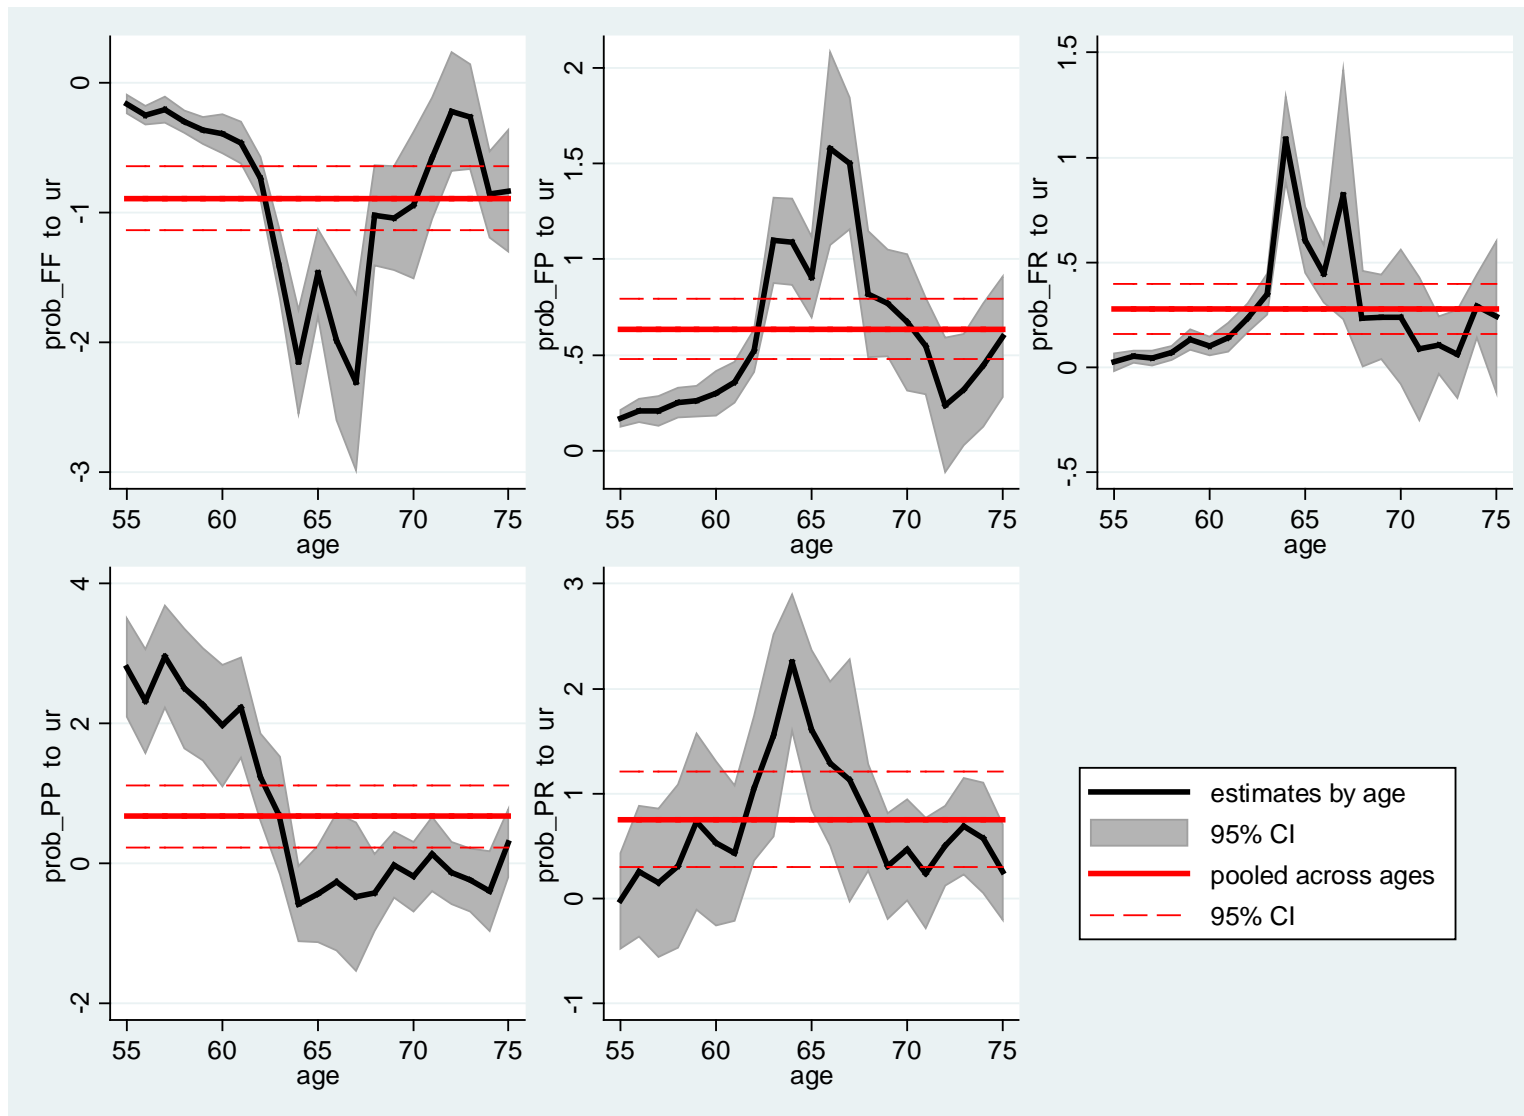 prob_FF to ur
0
-1
-2
-3
55 60 65 70 75
age
prob_FP to ur
2
1.5
1
.5
0
55 60 65 70 75
age
prob_FR to ur
1.5
1
.5
0
-.5
55 60 65 70 75
age
prob_PP to ur
4
2
0
-2
55 60 65 70 75
age
prob_PR to ur
3
2
1
0
-1
55 60 65 70 75
age
estimates by age
95% CI
pooled across ages
95% CI